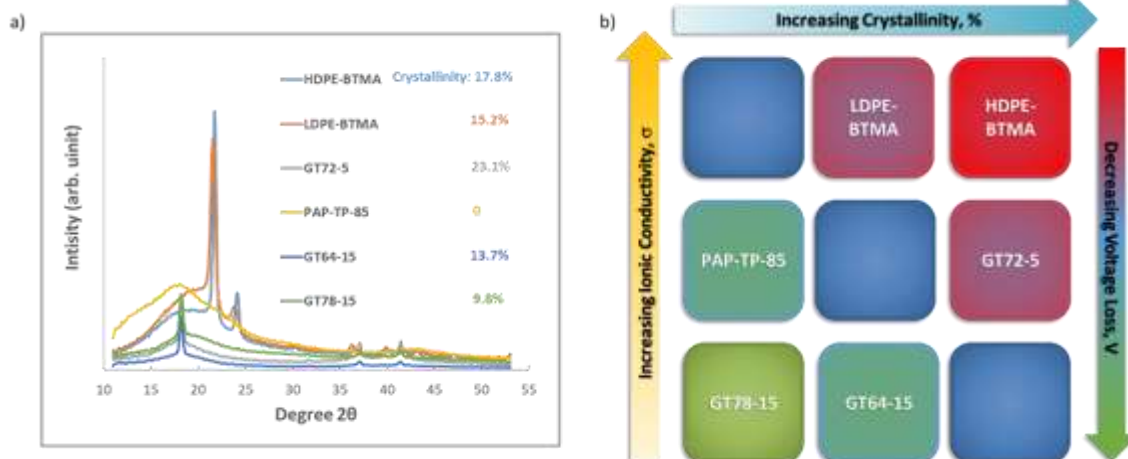 a)
HDPE-BTMA Crystallinity: 17.8%
LDPE-BTMA 15.2%
GT72-5 23.1%
PAP-TP-85 0
GT64-15 13.7%
GT78-15 9.8%
Intisity (arb. uinit)
10 15 20 25 30 35 40 45 50 55
Degree 2θ
b)
Increasing Crystallinity, %
Increasing Ionic Conductivity, σ
Decreasing Voltage Loss, V
LDPE-
BTMA
HDPE-
BTMA
PAP-TP-85
GT72-5
GT78-15
GT64-15